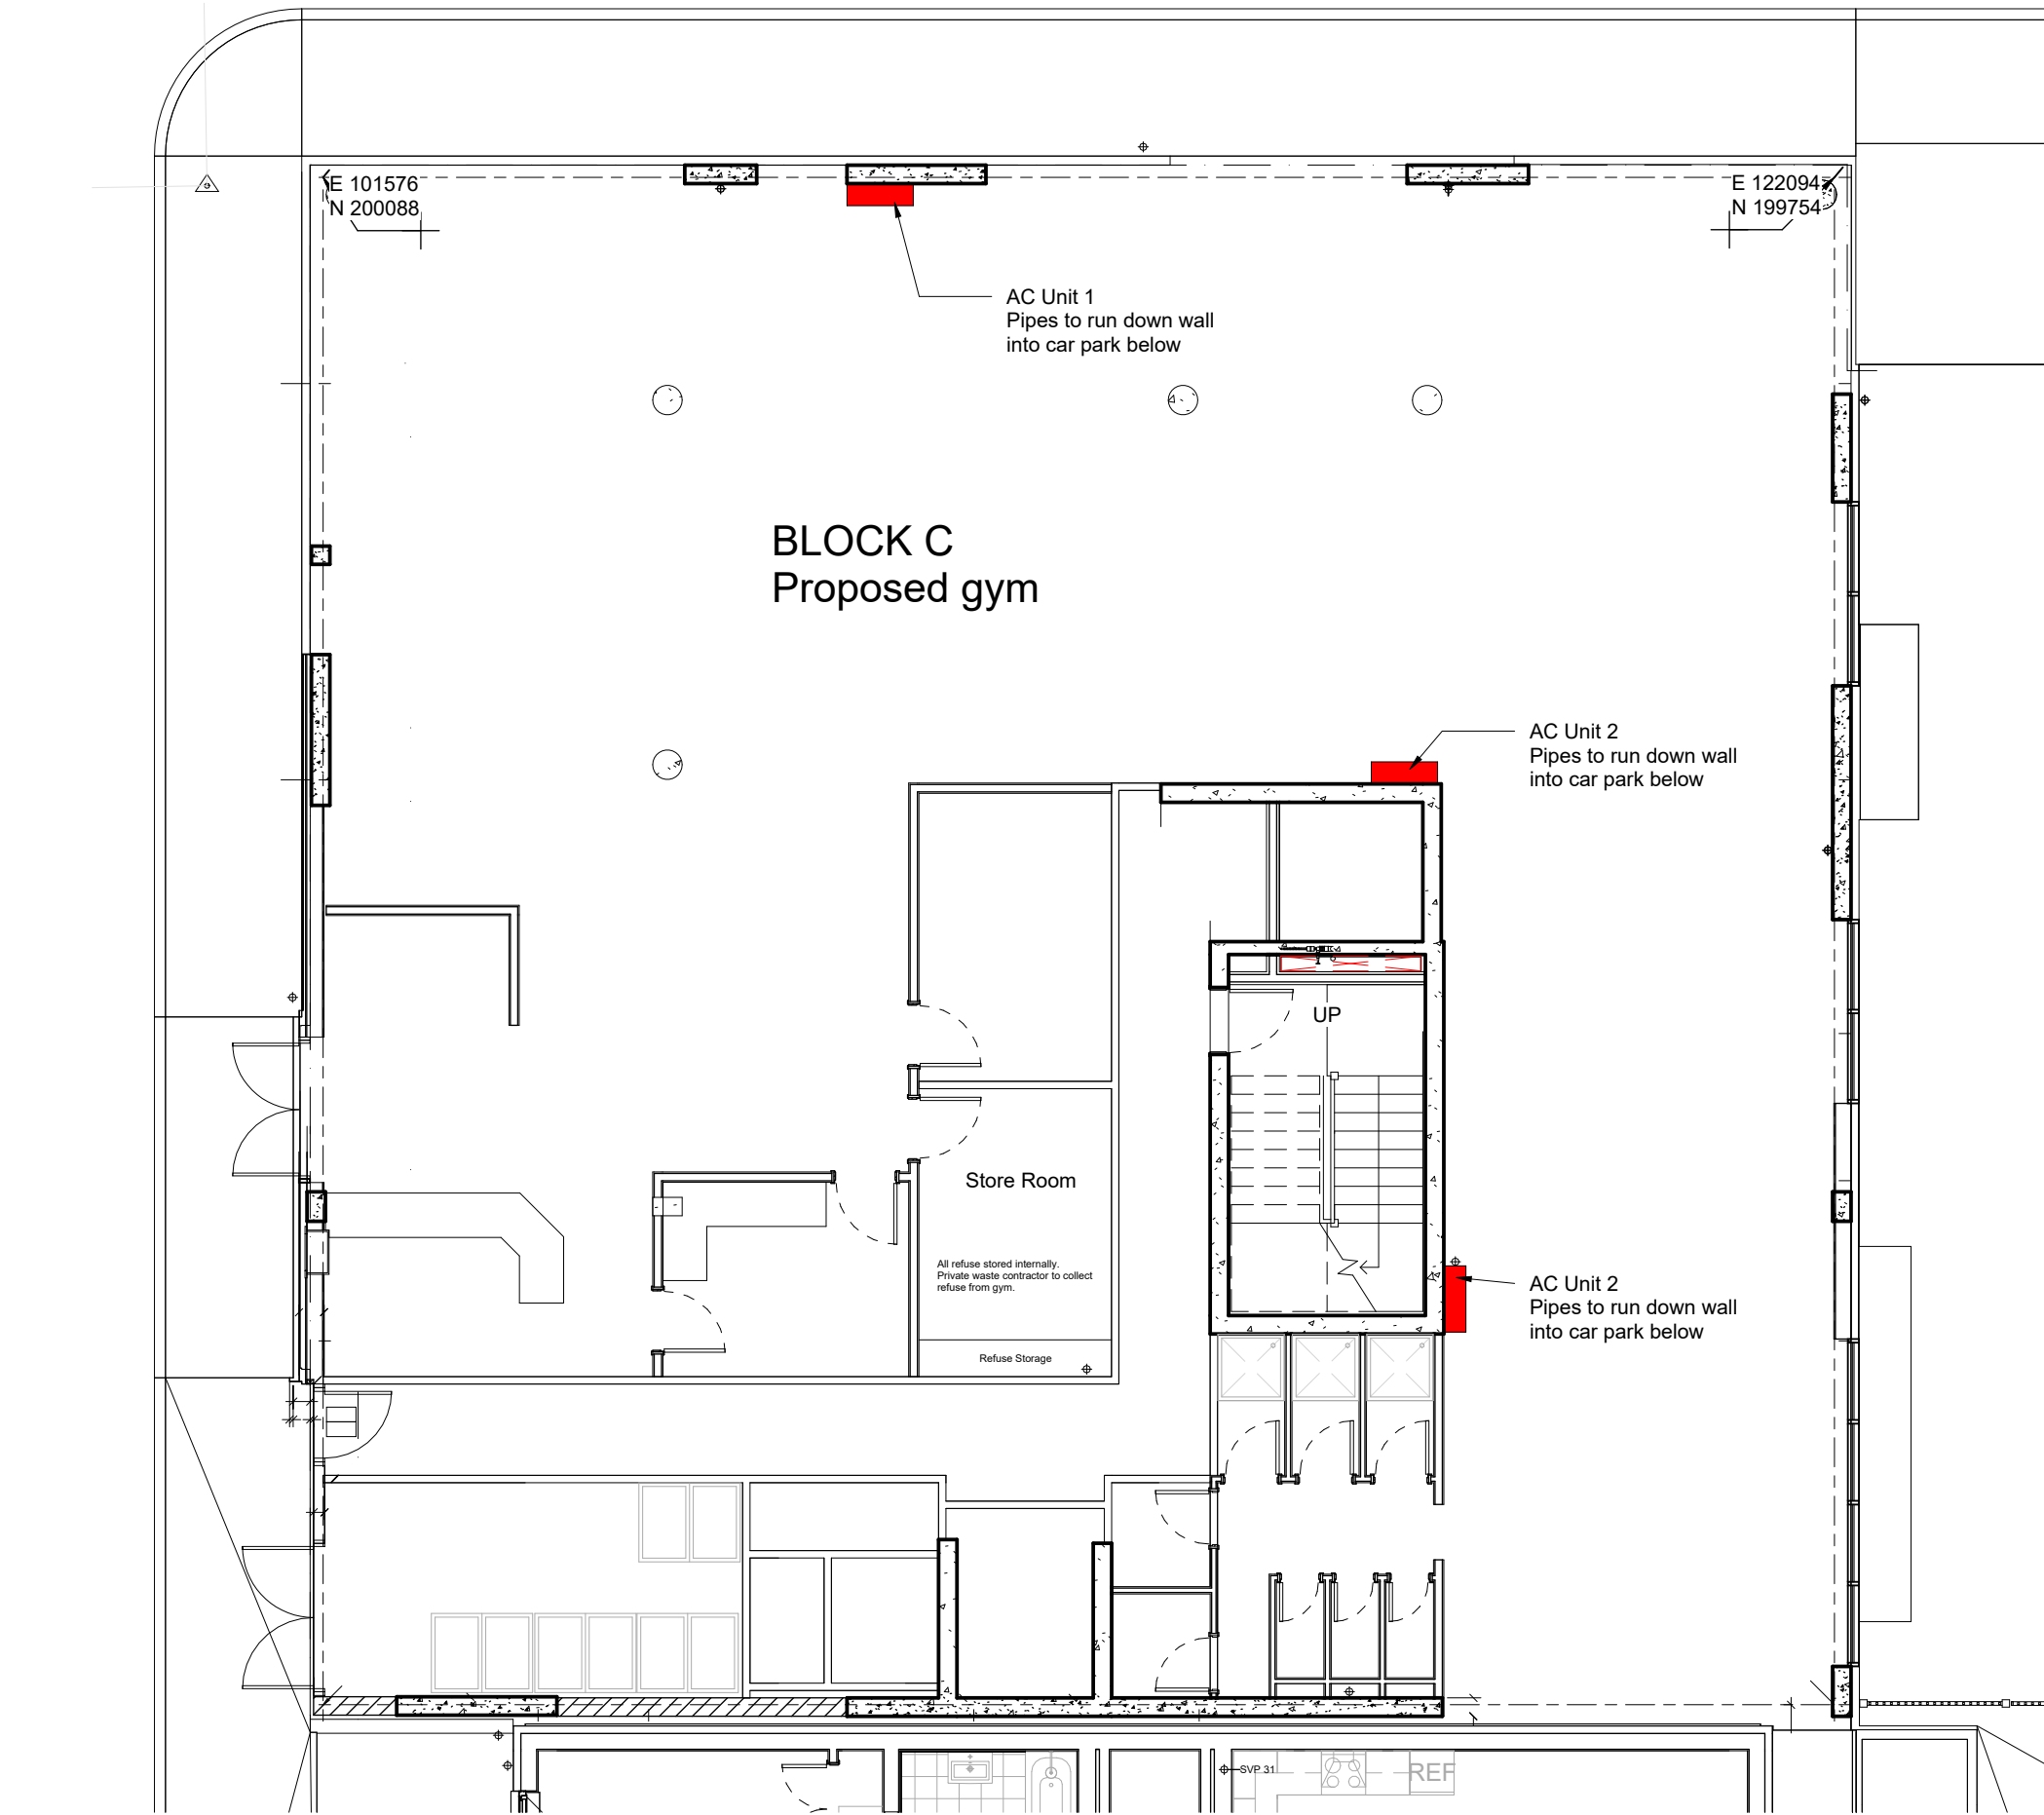 E 101576
N 200088
E 122094
N 199754
AC Unit 1
Pipes to run down wall
into car park below
BLOCK C
Proposed gym
AC Unit 2
Pipes to run down wall
into car park below
UP
Store Room
All refuse stored internally.
Private waste contractor to collect
refuse from gym.
AC Unit 2
Pipes to run down wall
into car park below
Refuse Storage
SVP 31
REF